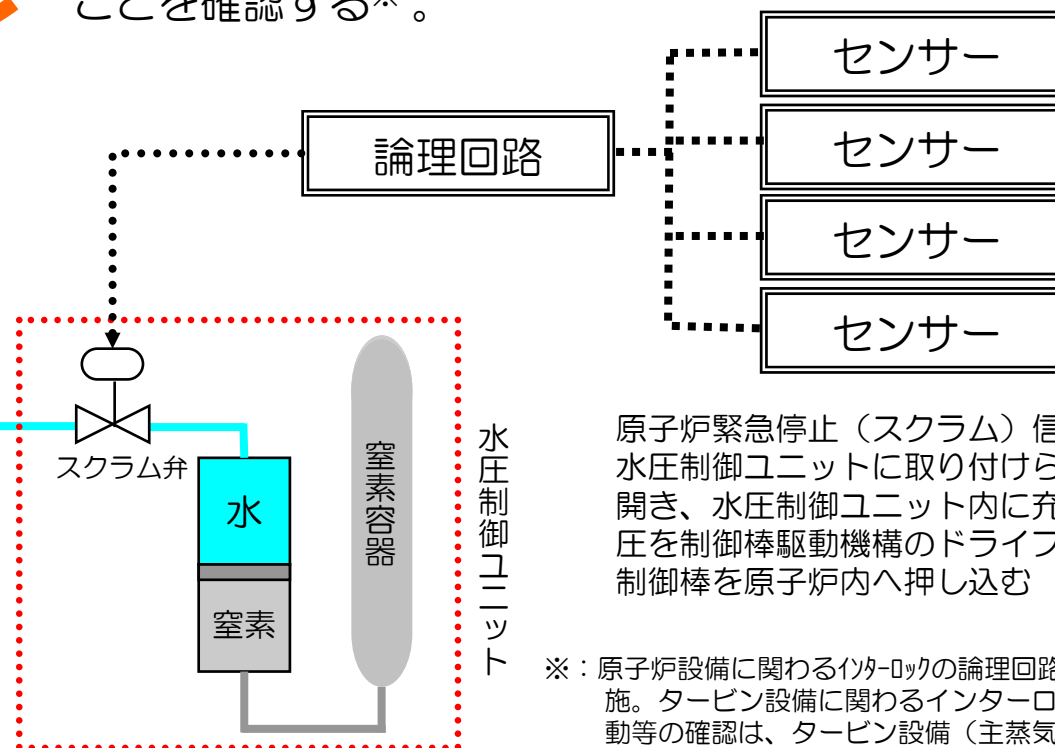 ことを確認する※。
センサー
論理回路
センサー
センサー
センサー
スクラム弁
水
窒素
窒素容器
水圧制御ユニット
原子炉緊急停止（スクラム）信
水圧制御ユニットに取り付けら
開き、水圧制御ユニット内に充
圧を制御棒駆動機構のドライフ
制御棒を原子炉内へ押し込む
※：原子炉設備に関わるｲﾝﾀｰﾛｯｸの論理回路
施。タービン設備に関わるインターロ
動等の確認は、タービン設備（主蒸気